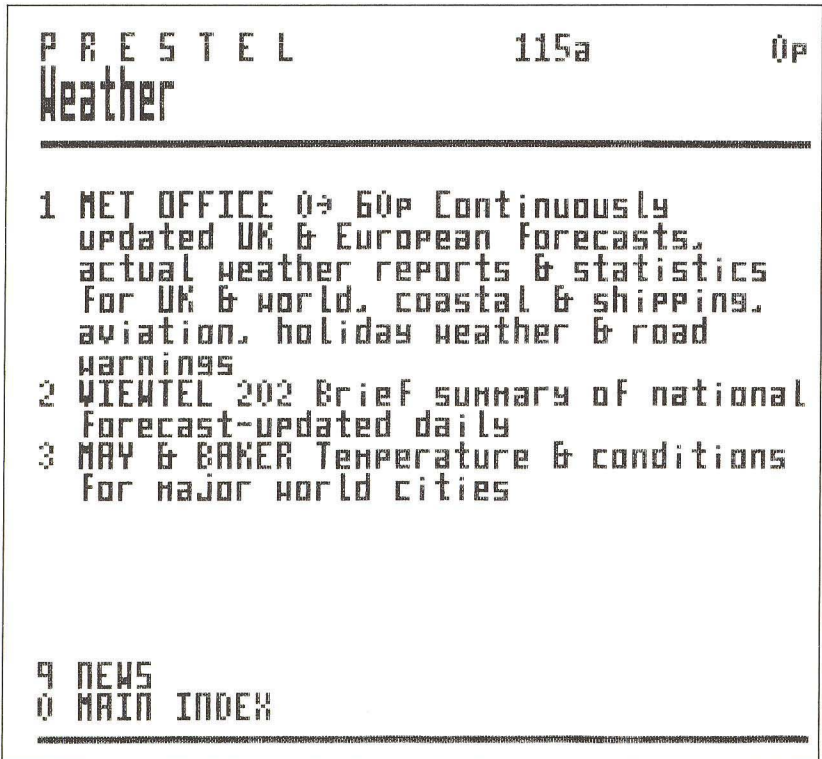 PRESTEL 115a 0p
Weather
1 MET OFFICE 0→ 60p Continuously
updated UK & European forecasts,
actual weather reports & statistics
for UK & world, coastal & shipping,
aviation, holiday weather & road
warnings
2 VIEWTEL 202 Brief summary of national
forecast-updated daily
3 MAY & BAKER Temperature & conditions
for major world cities
9 NEWS
0 MAIN INDEX